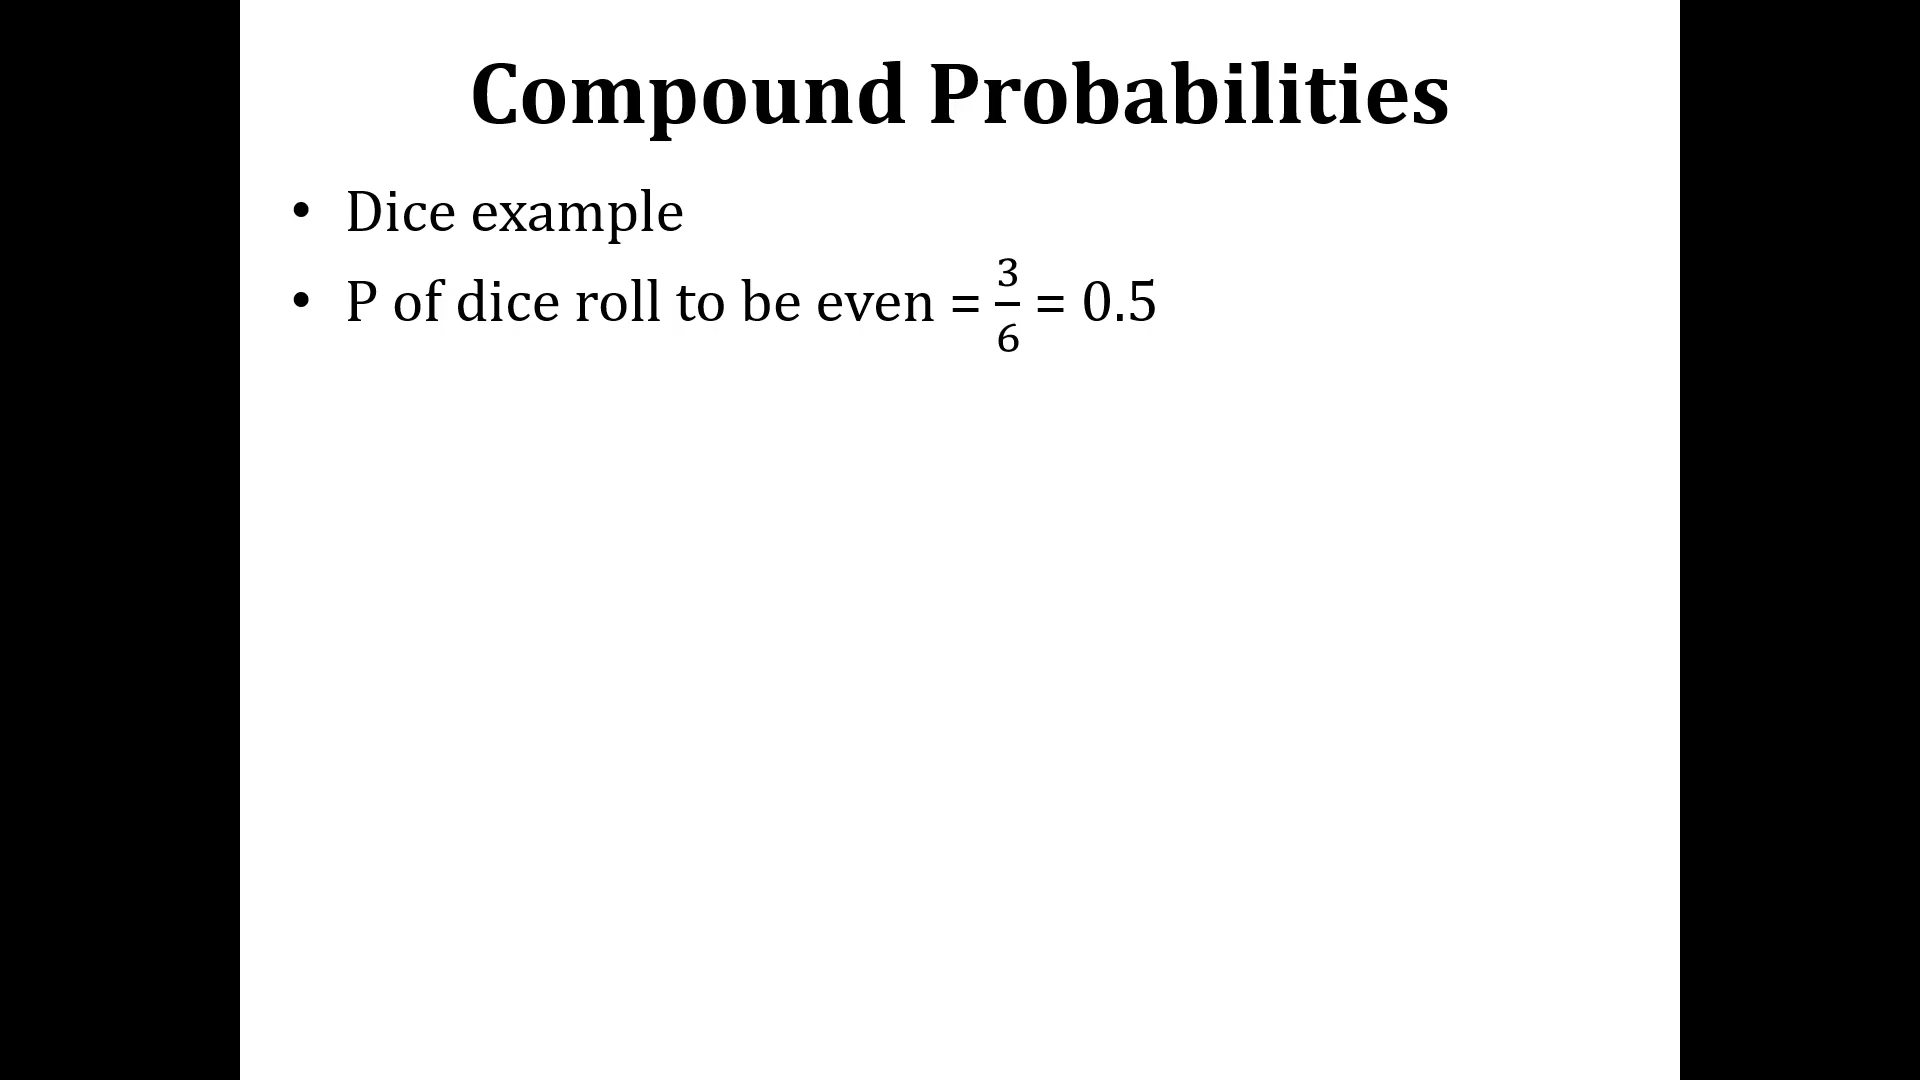 Compound Probabilities
• Dice example
• P of dice roll to be even = 3/6 = 0.5